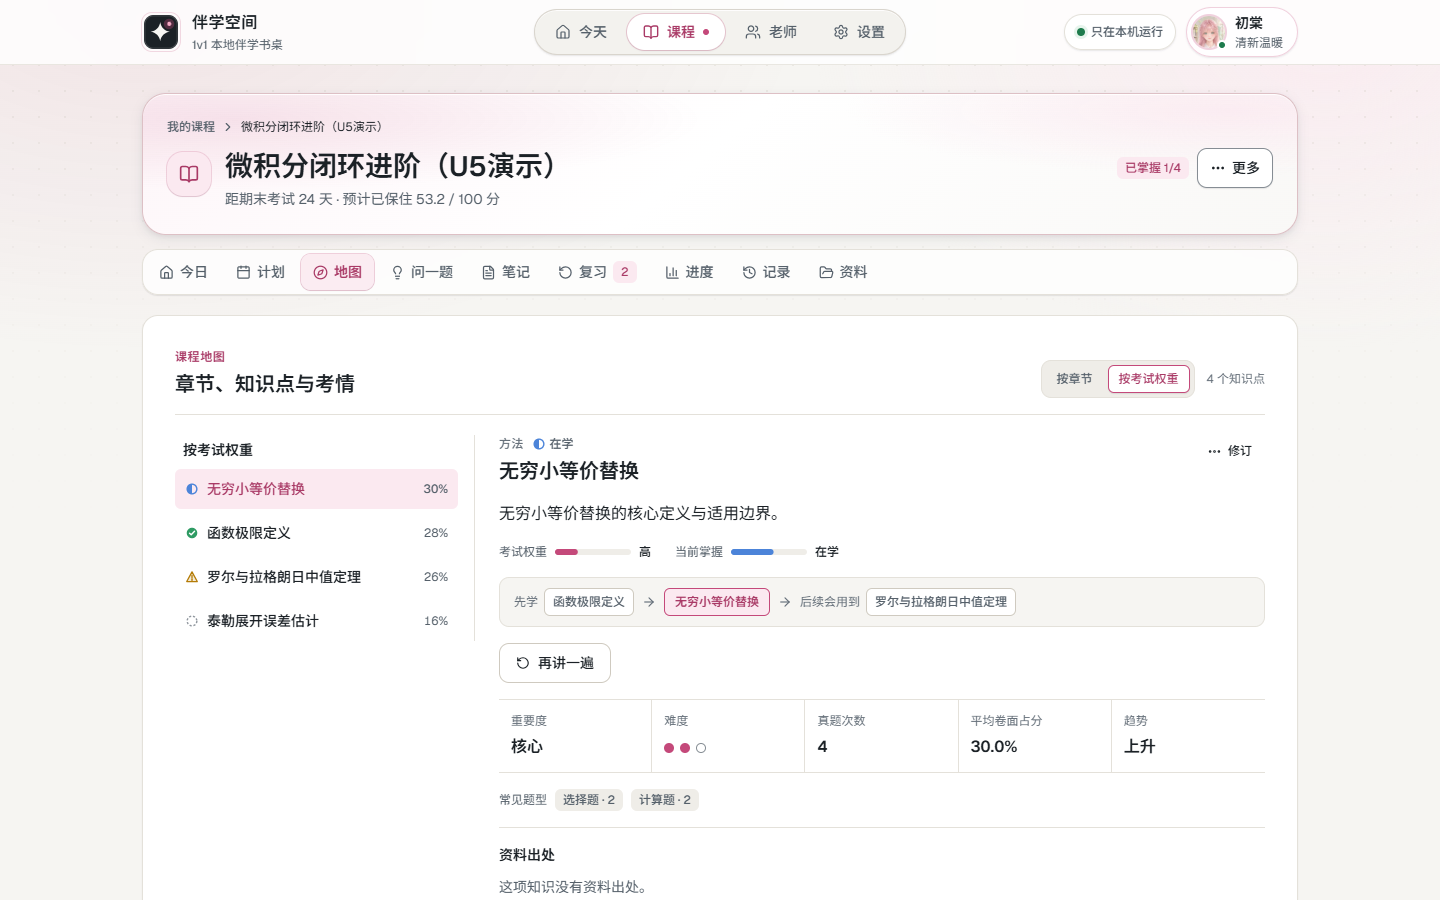 伴学空间
1v1 本地伴学书桌
今天
课程
老师
设置
只在本机运行
初棠
清新温暖
我的课程 > 微积分闭环进阶（U5演示）
微积分闭环进阶（U5演示）
距期末考试 24 天 · 预计已保住 53.2 / 100 分
已掌握 1/4
··· 更多
今日
计划
地图
问一题
笔记
复习 2
进度
记录
资料
课程地图
章节、知识点与考情
按章节
按考试权重
4 个知识点
按考试权重
无穷小等价替换 30%
函数极限定义 28%
罗尔与拉格朗日中值定理 26%
泰勒展开误差估计 16%
方法 在学
··· 修订
无穷小等价替换
无穷小等价替换的核心定义与适用边界。
考试权重 高 当前掌握 在学
先学 函数极限定义 → 无穷小等价替换 → 后续会用到 罗尔与拉格朗日中值定理
再讲一遍
重要度
核心
难度
真题次数
4
平均卷面占分
30.0%
趋势
上升
常见题型 选择题 · 2 计算题 · 2
资料出处
这项知识没有资料出处。